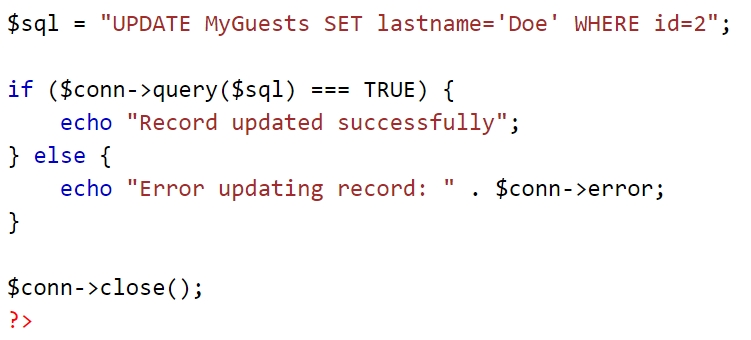 $sql = "UPDATE MyGuests SET lastname='Doe' WHERE id=2";
if ($conn->query($sql) === TRUE) {
    echo "Record updated successfully";
} else {
    echo "Error updating record: " . $conn->error;
}
$conn->close();
?>